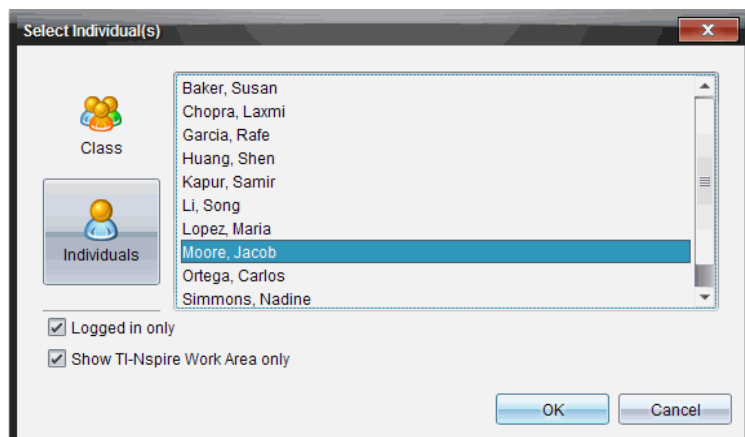 Select Individual(s)
x
Class
Individuals
Baker, Susan
Chopra, Laxmi
Garcia, Rafe
Huang, Shen
Kapur, Samir
Li, Song
Lopez, Maria
Moore, Jacob
Ortega, Carlos
Simmons, Nadine
Logged in only
Show TI-Nspire Work Area only
OK
Cancel